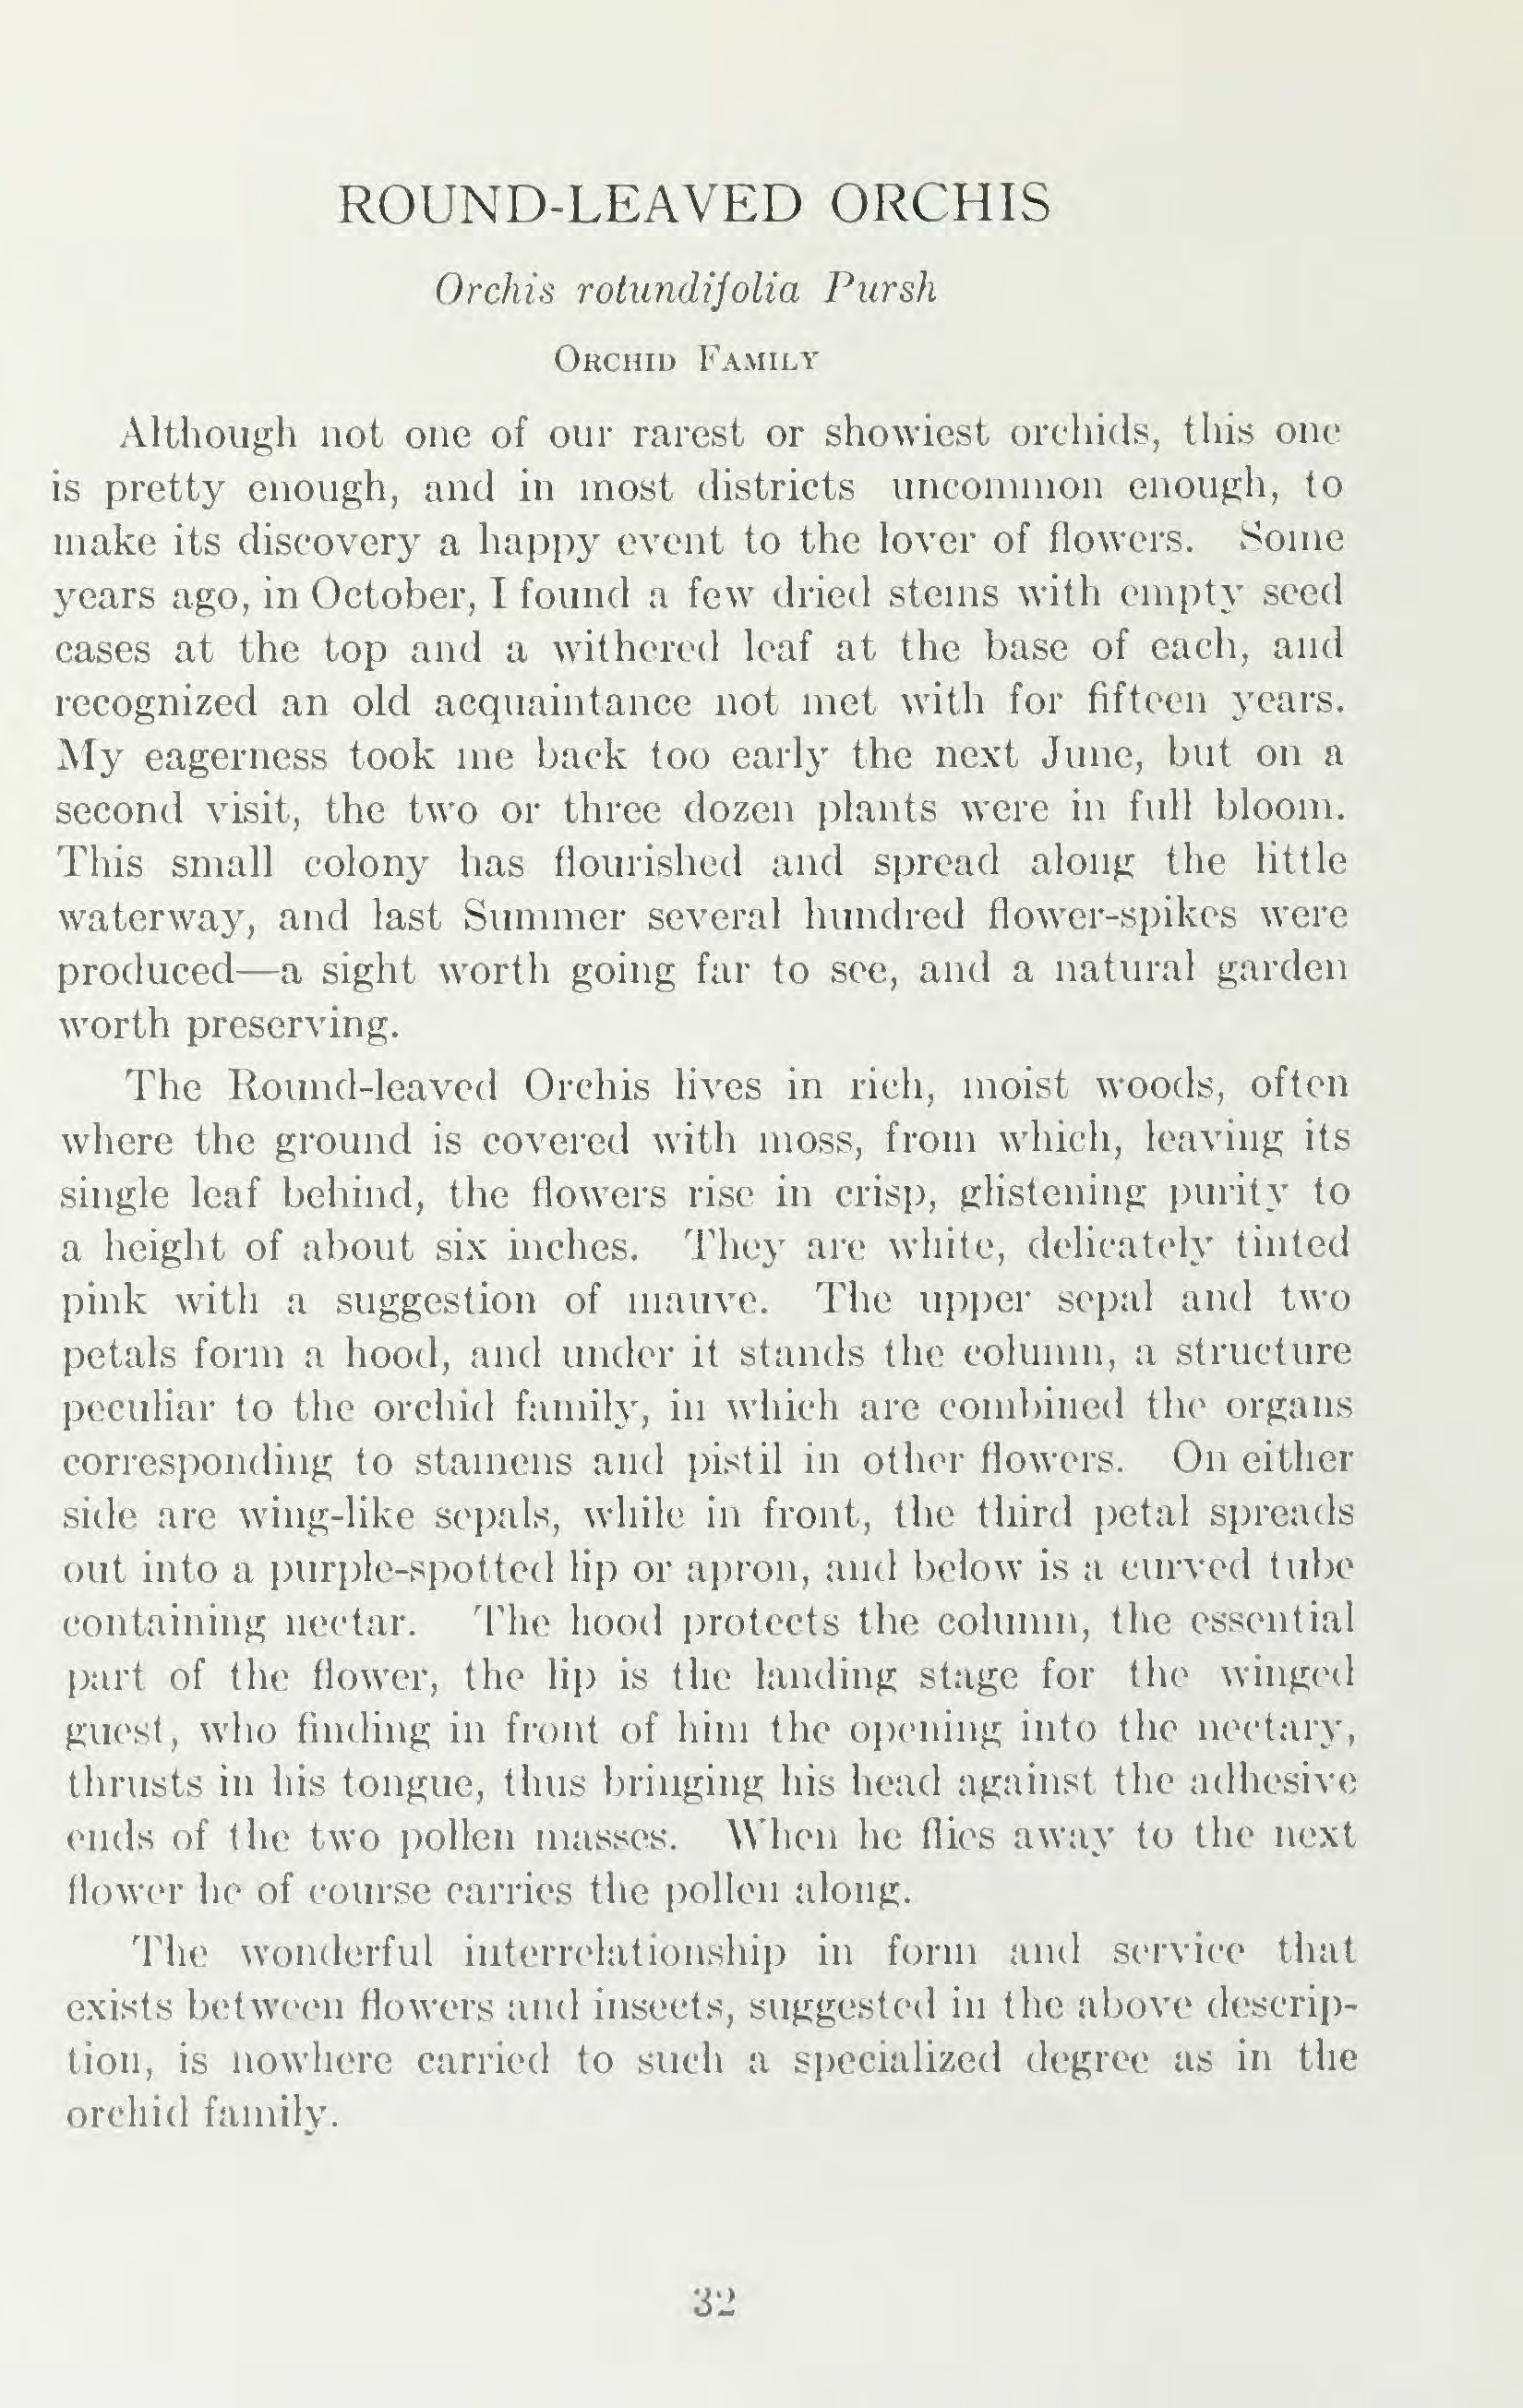 ROUND-LEAVED ORCHIS
Orchis rotundifolia Pursh
Orchid Family
Although not one of our rarest or showiest orchids, this one
is pretty enough, and in most districts uncommon enough, to
make its discovery a happy event to the lover of flowers. Some
years ago, in October, I found a few dried stems with empty seed
cases at the top and a withered leaf at the base of each, and
recognized an old acquaintance not met with for fifteen years.
My eagerness took me back too early the next June, but on a
second visit, the two or three dozen plants were in full bloom.
This small colony has flourished and spread along the little
waterway, and last Summer several hundred flower-spikes were
produced—a sight worth going far to see, and a natural garden
worth preserving.
The Round-leaved Orchis lives in rich, moist woods, often
where the ground is covered with moss, from which, leaving its
single leaf behind, the flowers rise in crisp, glistening purity to
a height of about six inches. They are white, delicately tinted
pink with a suggestion of mauve. The upper sepal and two
petals form a hood, and under it stands the column, a structure
peculiar to the orchid family, in which are combined the organs
corresponding to stamens and pistil in other flowers. On either
side are wing-like sepals, while in front, the third petal spreads
out into a purple-spotted lip or apron, and below is a curved tube
containing nectar. The hood protects the column, the essential
part of the flower, the lip is the landing stage for the winged
guest, who finding in front of him the opening into the nectary,
thrusts in his tongue, thus bringing his head against the adhesive
ends of the two pollen masses. When he flies away to the next
flower he of course carries the pollen along.
The wonderful interrelationship in form and service that
exists between flowers and insects, suggested in the above descrip-
tion, is nowhere carried to such a specialized degree as in the
orchid family.
32